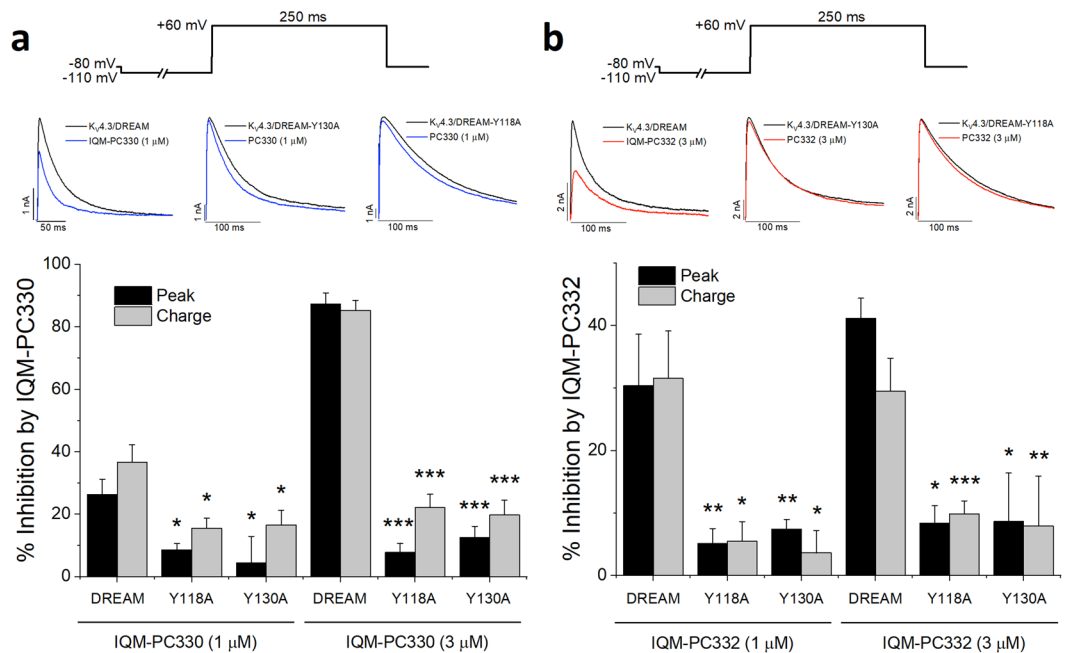 a
+60 mV
250 ms
-80 mV
-110 mV
Kv4.3/DREAM
IQM-PC330 (1 μM)
1 nA
50 ms
Kv4.3/DREAM-Y130A
PC330 (1 μM)
1 nA
100 ms
Kv4.3/DREAM-Y118A
PC330 (1 μM)
1 nA
100 ms
% Inhibition by IQM-PC330
100
80
60
40
20
0
Peak
Charge
* * * * *** *** *** ***
DREAM Y118A Y130A DREAM Y118A Y130A
IQM-PC330 (1 μM) IQM-PC330 (3 μM)
b
+60 mV
250 ms
-80 mV
-110 mV
Kv4.3/DREAM
IQM-PC332 (3 μM)
2 nA
100 ms
Kv4.3/DREAM-Y130A
PC332 (3 μM)
2 nA
100 ms
Kv4.3/DREAM-Y118A
PC332 (3 μM)
2 nA
100 ms
% Inhibition by IQM-PC332
40
20
0
Peak
Charge
** * ** * * *** * **
DREAM Y118A Y130A DREAM Y118A Y130A
IQM-PC332 (1 μM) IQM-PC332 (3 μM)